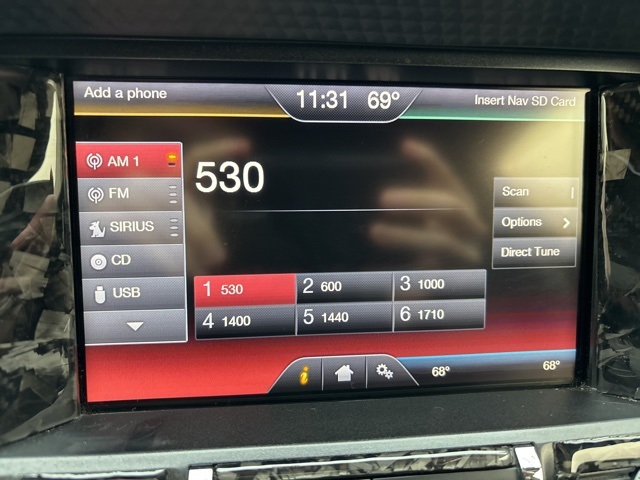 Add a phone
11:31 69°
Insert Nav SD Card
AM 1
530
FM
Scan
SIRIUS
Options
CD
Direct Tune
USB
1 530
2 600
3 1000
4 1400
5 1440
6 1710
i
68°
68°